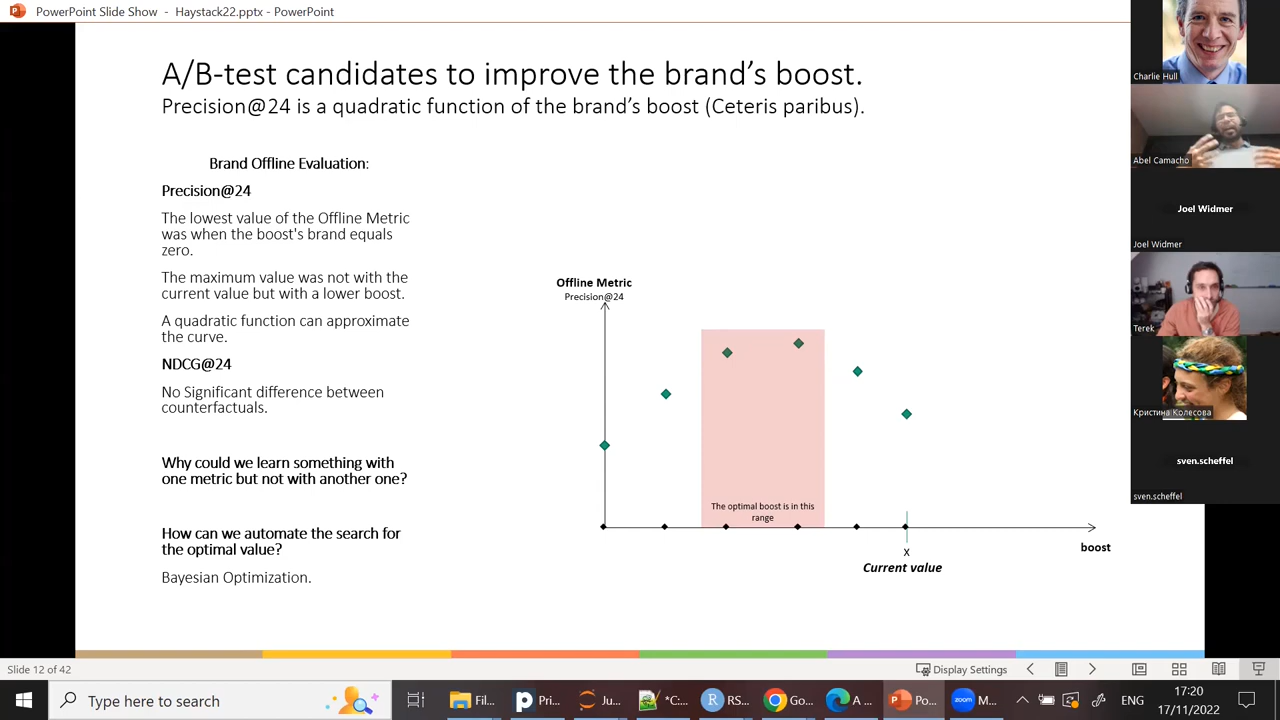 PowerPoint Slide Show - Haystack22.pptx - PowerPoint
A/B-test candidates to improve the brand’s boost.
Precision@24 is a quadratic function of the brand’s boost (Ceteris paribus).
Brand Offline Evaluation:
Precision@24
The lowest value of the Offline Metric
was when the boost's brand equals
zero.
The maximum value was not with the
current value but with a lower boost.
A quadratic function can approximate
the curve.
NDCG@24
No Significant difference between
counterfactuals.
Why could we learn something with
one metric but not with another one?
How can we automate the search for
the optimal value?
Bayesian Optimization.
Offline Metric
Precision@24
The optimal boost is in this
range
boost
X
Current value
Charlie Hull
Abel Camacho
Joel Widmer
Joel Widmer
Terek
Кристина Колесова
sven.scheffel
sven.scheffel
Slide 12 of 42
Display Settings
Type here to search
Fil...
Pri...
Ju...
*C:...
RS...
Go...
A ...
Po...
zoom
M...
ENG
17:20
17/11/2022